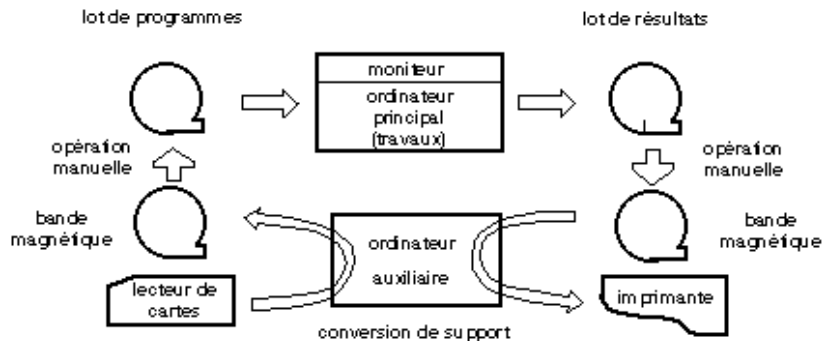 lot de programmes
lot de résultats
moniteur
ordinateur
principal
(travaux)
opération
manuelle
opération
manuelle
bande
magnétique
ordinateur
auxiliaire
bande
magnétique
lecteur de
cartes
imprimante
conversion de support